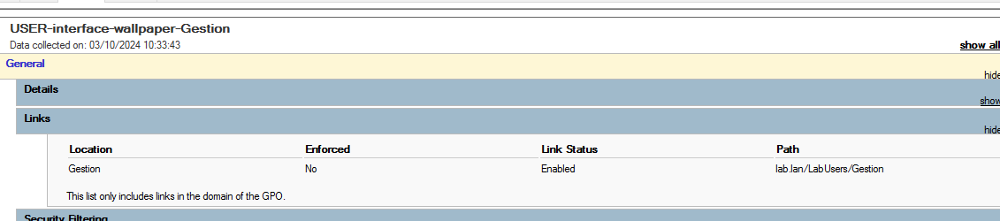 USER-interface-wallpaper-Gestion
Data collected on: 03/10/2024 10:33:43
show all
General
hide
Details
show
Links
hide
Location Enforced Link Status Path
Gestion No Enabled lab.lan/LabUsers/Gestion
This list only includes links in the domain of the GPO.
Security Filtering